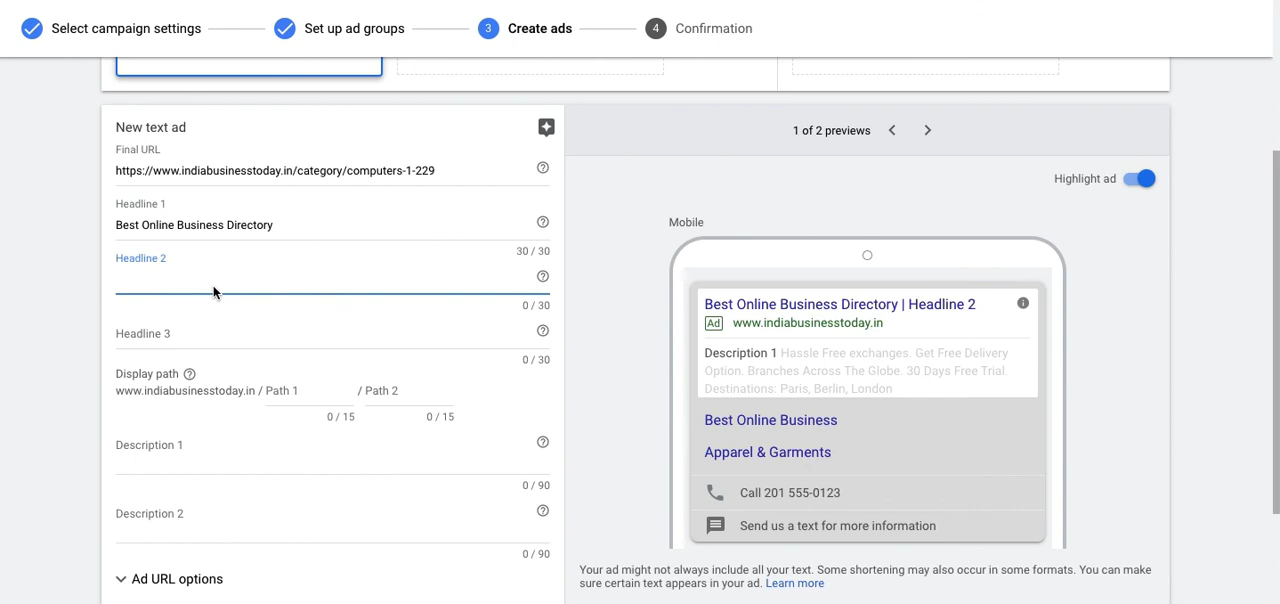 Select campaign settings
Set up ad groups
3 Create ads
4 Confirmation
New text ad
Final URL
https://www.indiabusinesstoday.in/category/computers-1-229
Headline 1
Best Online Business Directory
30 / 30
Headline 2
0 / 30
Headline 3
0 / 30
Display path
www.indiabusinesstoday.in / Path 1 / Path 2
0 / 15 0 / 15
Description 1
0 / 90
Description 2
0 / 90
Ad URL options
1 of 2 previews
Highlight ad
Mobile
Best Online Business Directory | Headline 2
Ad www.indiabusinesstoday.in
Description 1 Hassle Free exchanges. Get Free Delivery
Option. Branches Across The Globe. 30 Days Free Trial.
Destinations: Paris, Berlin, London
Best Online Business
Apparel & Garments
Call 201 555-0123
Send us a text for more information
Your ad might not always include all your text. Some shortening may also occur in some formats. You can make
sure certain text appears in your ad. Learn more